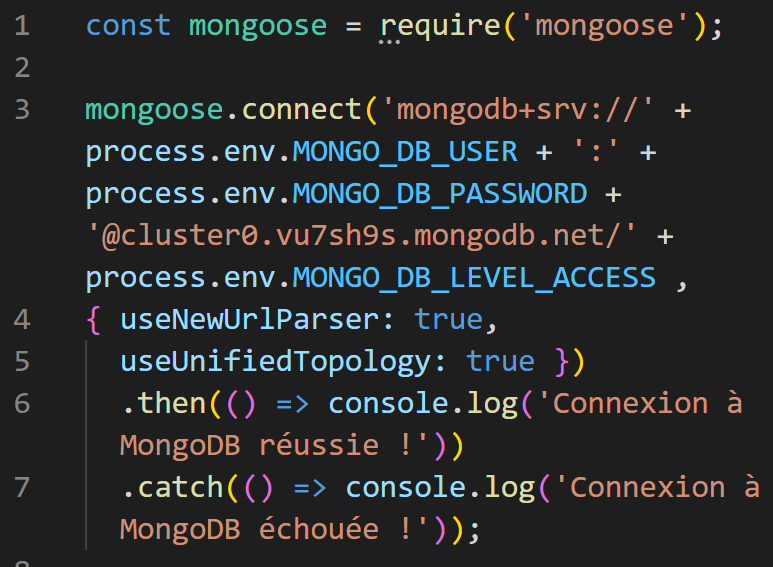 1 const mongoose = require('mongoose');
2
3 mongoose.connect('mongodb+srv://' +
process.env.MONGO_DB_USER + ':' +
process.env.MONGO_DB_PASSWORD +
'@cluster0.vu7sh9s.mongodb.net/' +
process.env.MONGO_DB_LEVEL_ACCESS ,
4 { useNewUrlParser: true,
5 useUnifiedTopology: true })
6 .then(() => console.log('Connexion à
MongoDB réussie !'))
7 .catch(() => console.log('Connexion à
MongoDB échouée !'));